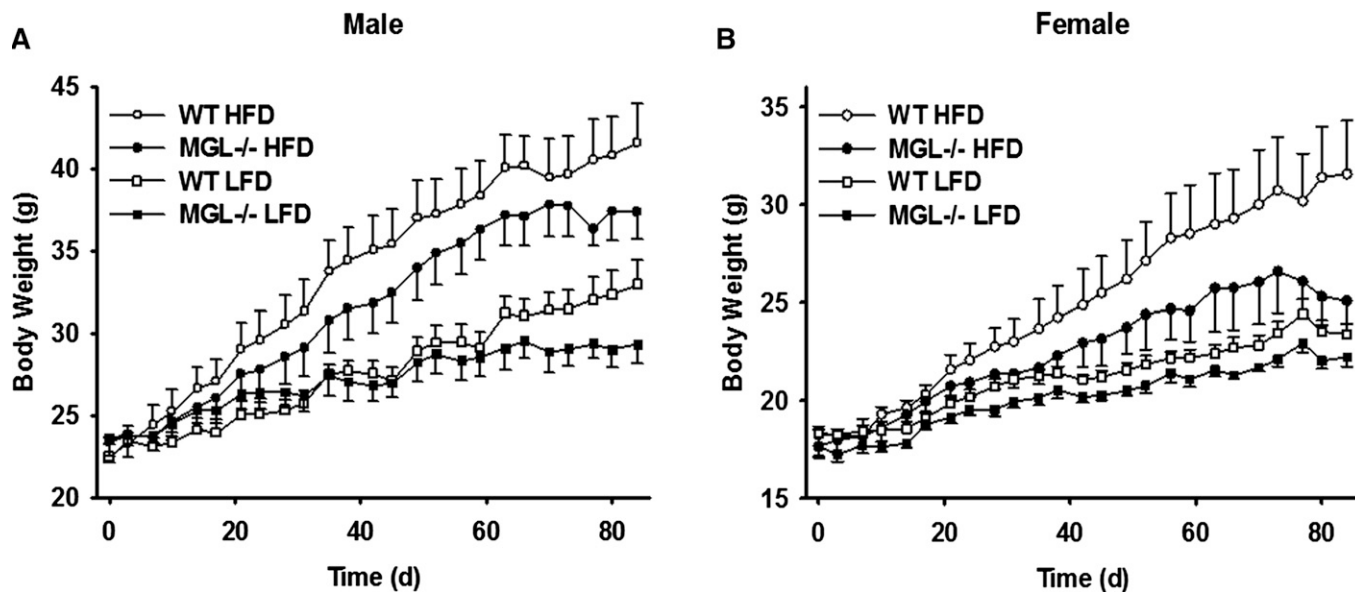 Male
A
45
WT HFD
MGL-/- HFD
WT LFD
MGL-/- LFD
40
35
30
25
20
Body Weight (g)
0 20 40 60 80
Time (d)
Female
B
35
WT HFD
MGL-/- HFD
WT LFD
MGL-/- LFD
30
25
20
15
Body Weight (g)
0 20 40 60 80
Time (d)